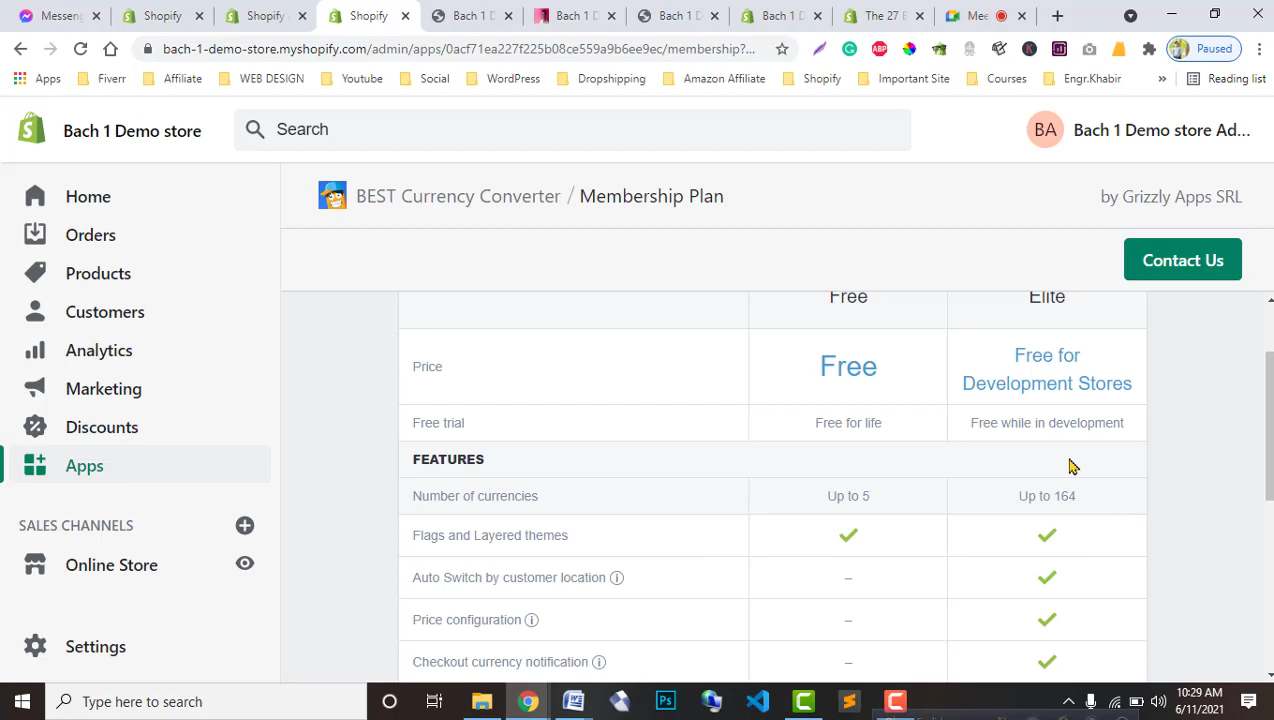 Messen
Shopify
Shopify
Shopify
Bach 1 D
Bach 1 D
Bach 1 D
Bach 1 D
The 27 B
Mee
bach-1-demo-store.myshopify.com/admin/apps/0acf71ea227f225b08ce559a9b6ee9ec/membership?...
Paused
Apps
Fiverr
Affiliate
WEB DESIGN
Youtube
Social
WordPress
Dropshipping
Amazon Affiliate
Shopify
Important Site
Courses
Engr.Khabir
»
Reading list
Bach 1 Demo store
Search
BA
Bach 1 Demo store Ad...
Home
Orders
Products
Customers
Analytics
Marketing
Discounts
Apps
SALES CHANNELS
Online Store
Settings
BEST Currency Converter / Membership Plan
by Grizzly Apps SRL
Contact Us
Free Elite
Price Free Free for
Development Stores
Free trial Free for life Free while in development
FEATURES
Number of currencies Up to 5 Up to 164
Flags and Layered themes
Auto Switch by customer location –
Price configuration –
Checkout currency notification –
Type here to search
10:29 AM
6/11/2021